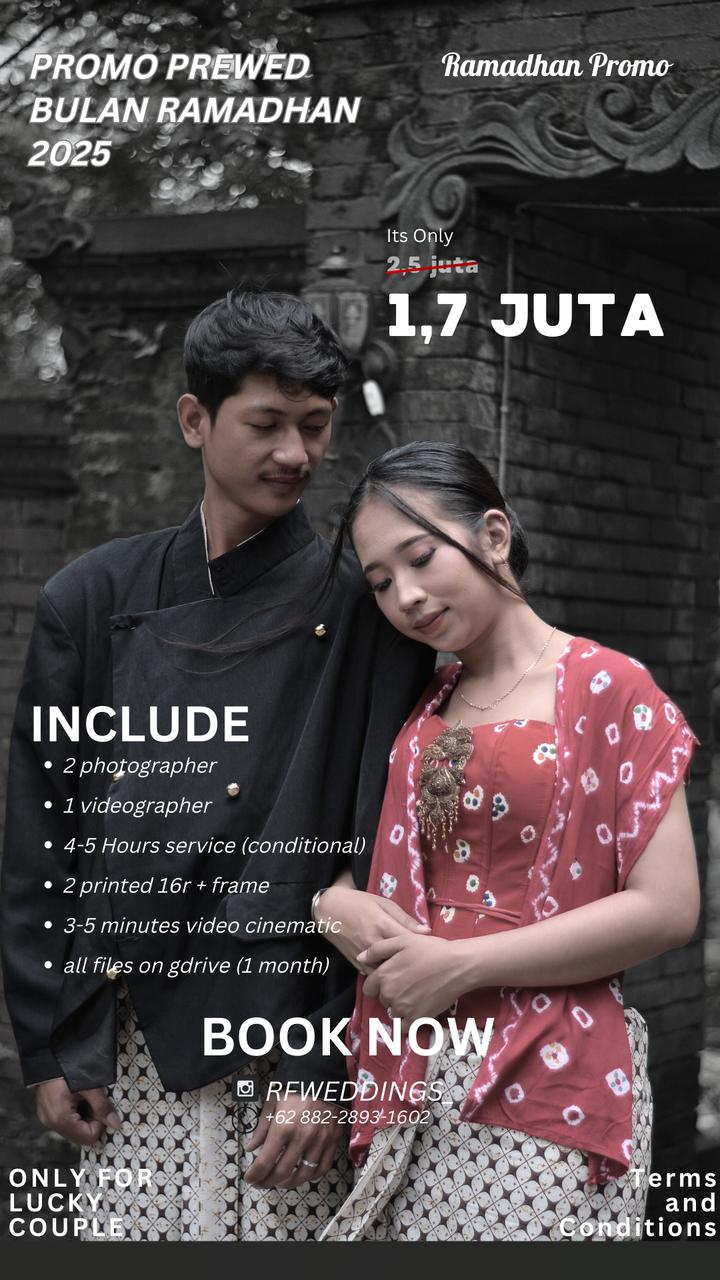 PROMO PREWED
BULAN RAMADHAN
2025
Ramadhan Promo
Its Only
2,5 juta
1,7 JUTA
INCLUDE
• 2 photographer
• 1 videographer
• 4-5 Hours service (conditional)
• 2 printed 16r + frame
• 3-5 minutes video cinematic
• all files on gdrive (1 month)
BOOK NOW
RFWEDDINGS_
+62 882-2893-1602
ONLY FOR
LUCKY
COUPLE
Terms
and
Conditions